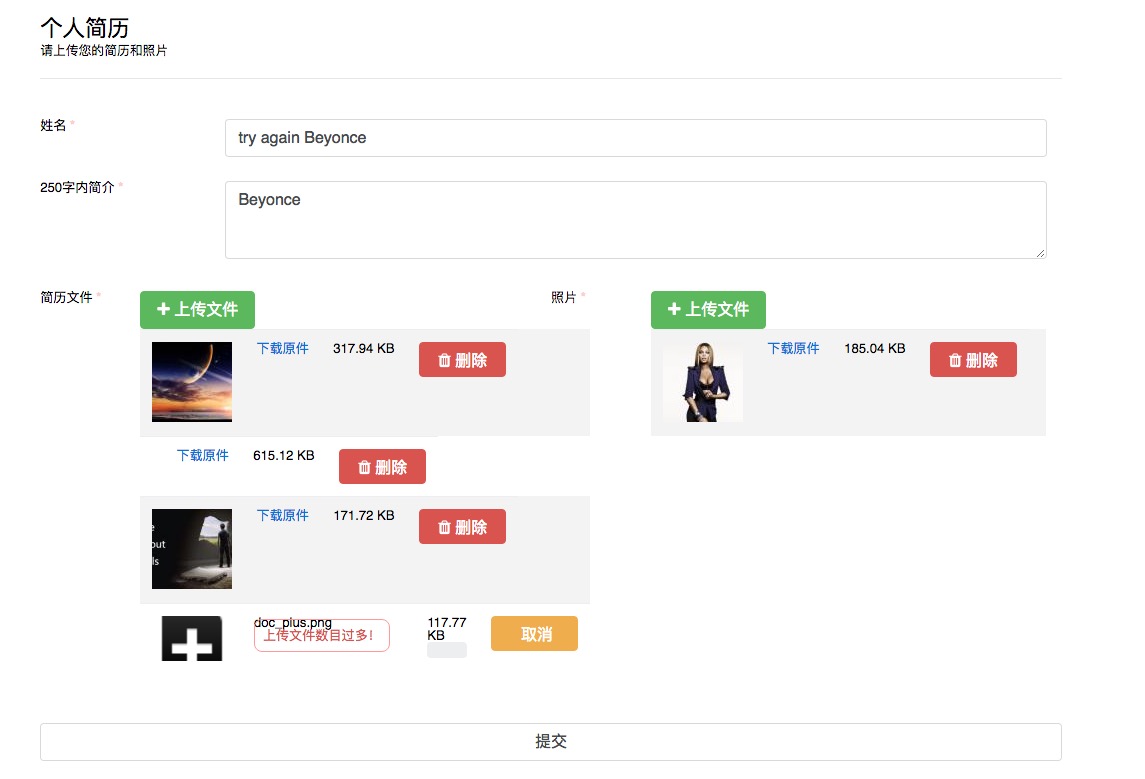 个人简历
请上传您的简历和照片
姓名 *
try again Beyonce
250字内简介 *
Beyonce
简历文件 *
上传文件
照片 *
上传文件
下载原件 317.94 KB 删除
下载原件 185.04 KB 删除
下载原件 615.12 KB 删除
out
ls
下载原件 171.72 KB 删除
doc_plus.png
上传文件数目过多!
117.77
KB
取消
提交